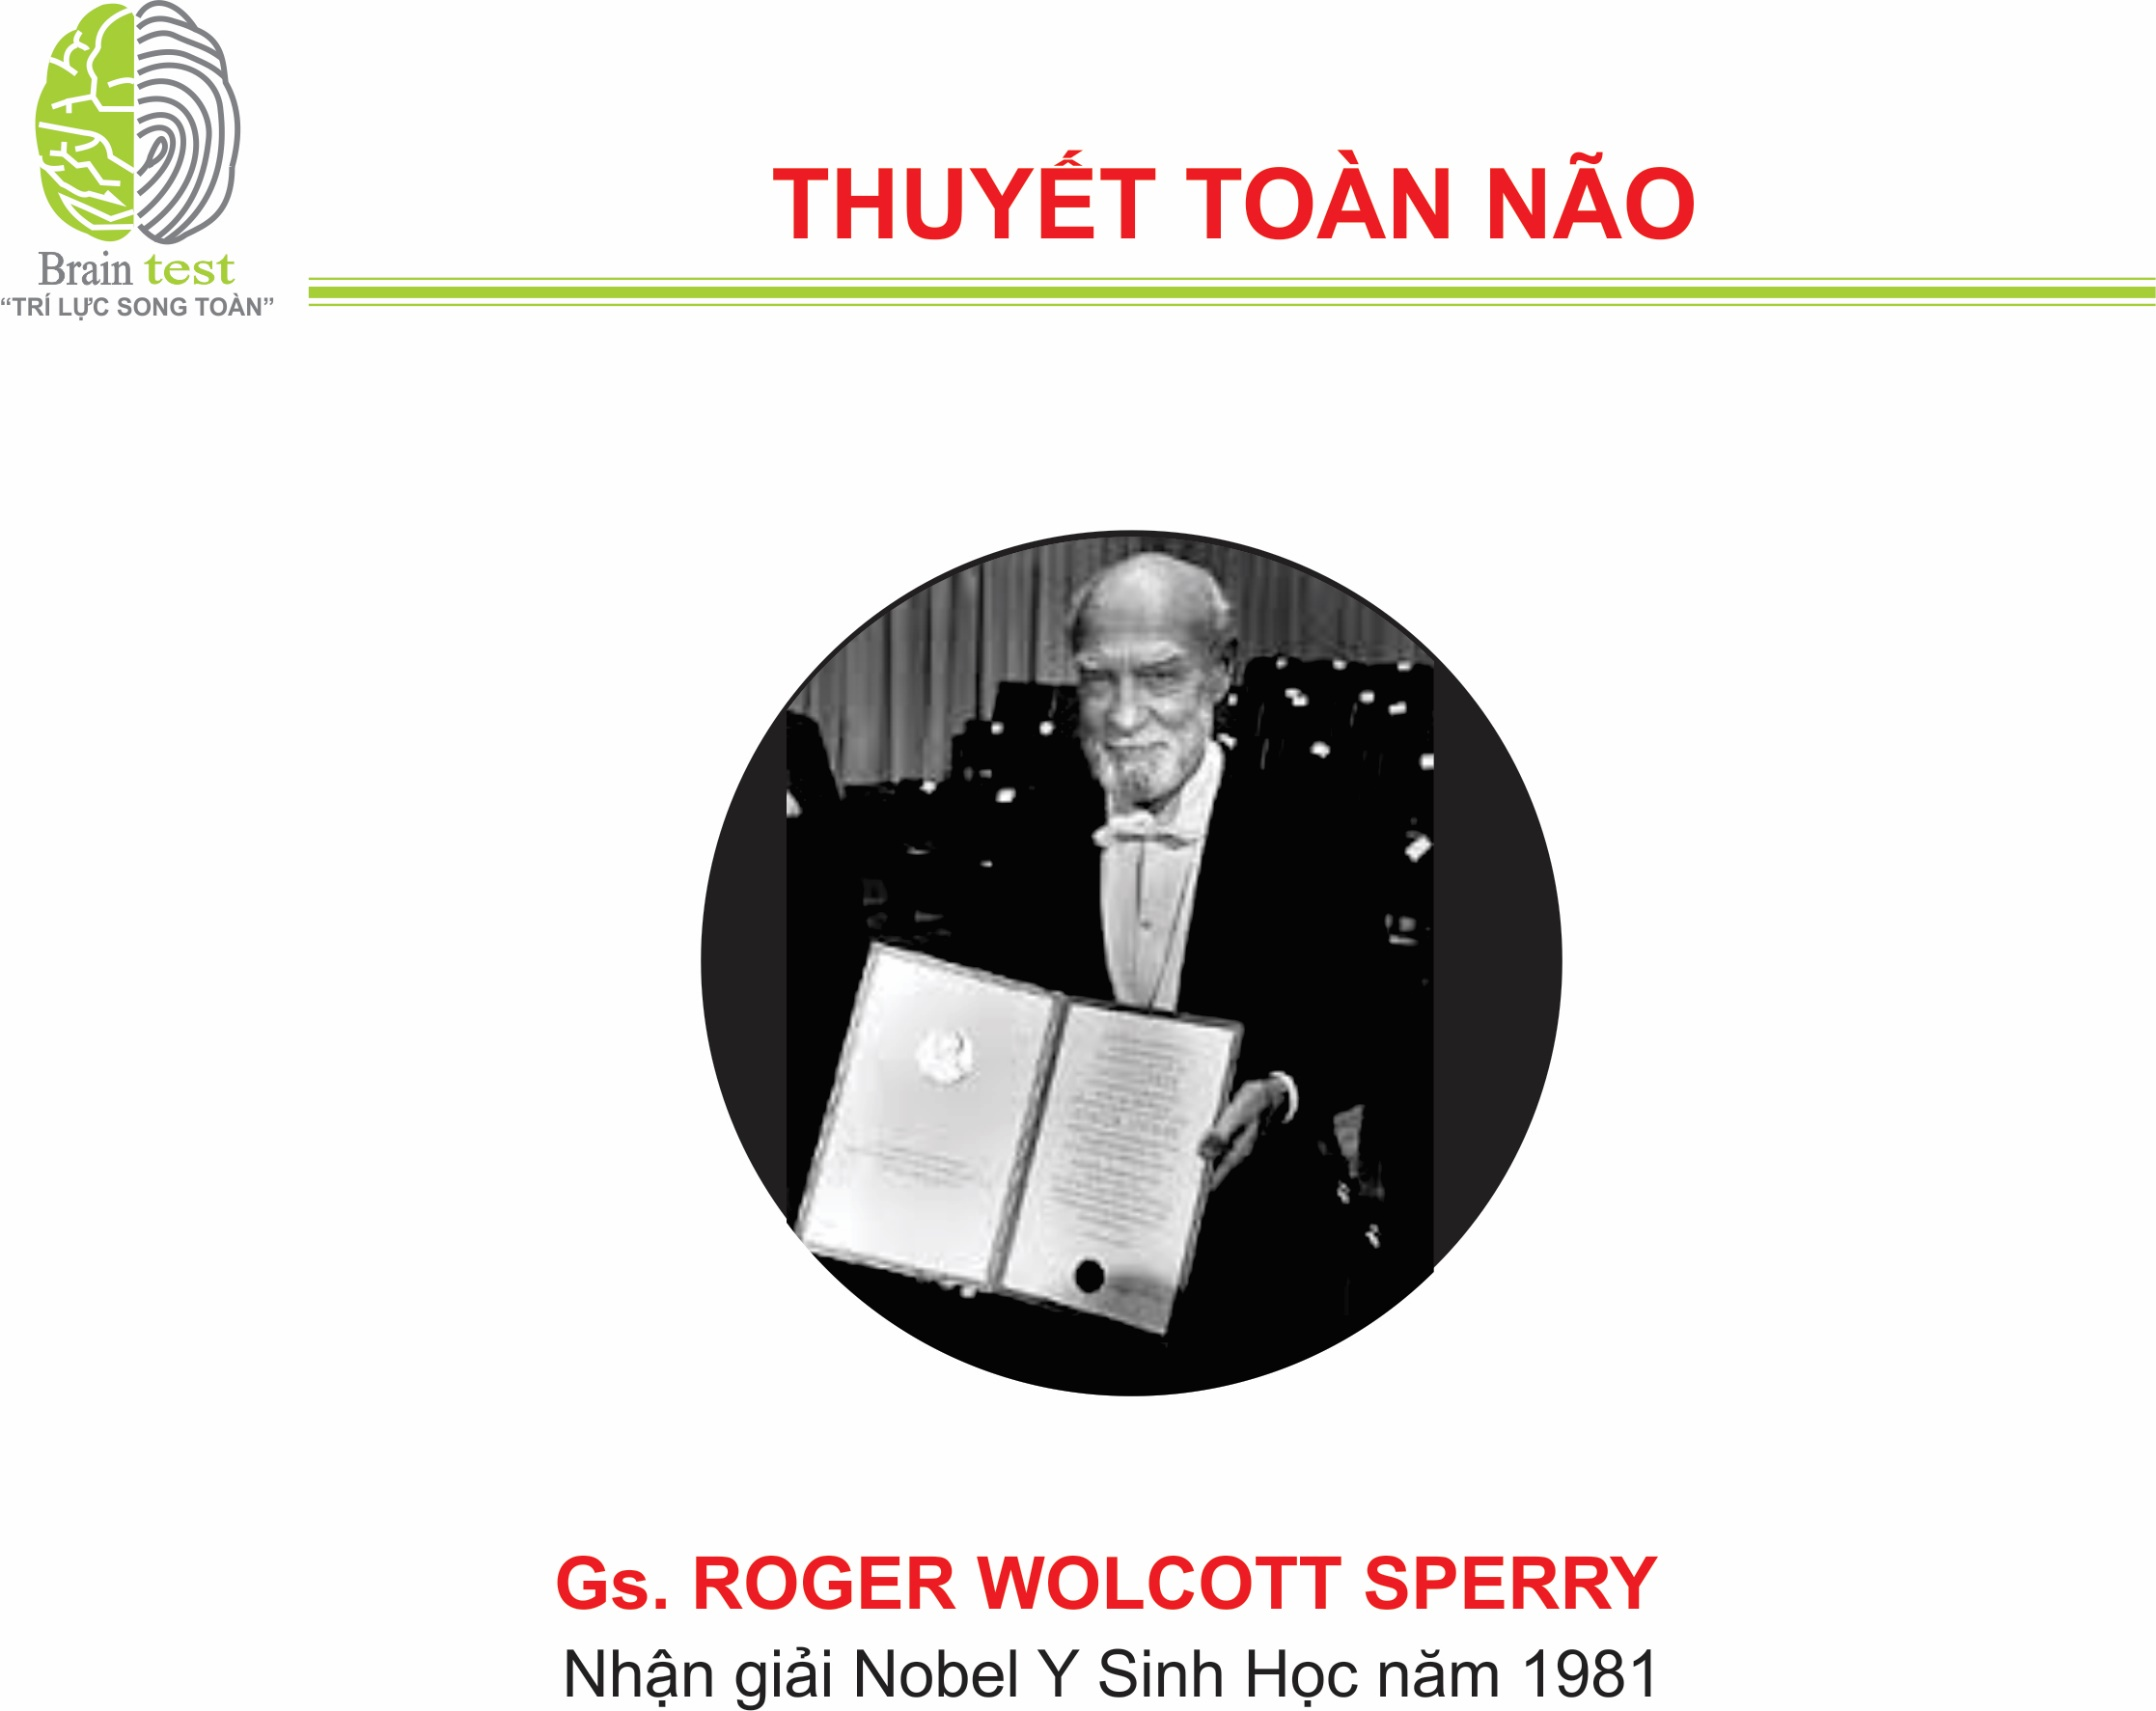 THUYẾT TOÀN NÃO
Brain test
“TRÍ LỰC SONG TOÀN”
Gs. ROGER WOLCOTT SPERRY
Nhận giải Nobel Y Sinh Học năm 1981